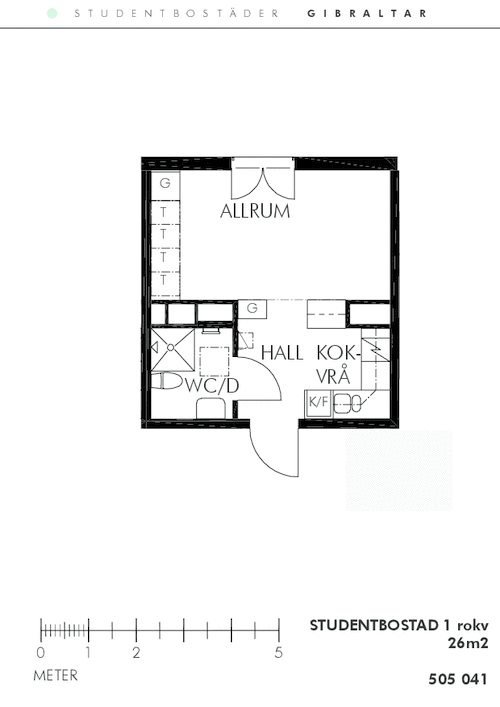 STUDENTBOSTÄDER GIBRALTAR
G
T
T
T
T
ALLRUM
G
HALL
KOK-
VRÅ
WC/D
K/F
0 1 2 5
METER
STUDENTBOSTAD 1 rokv
26m2
505 041